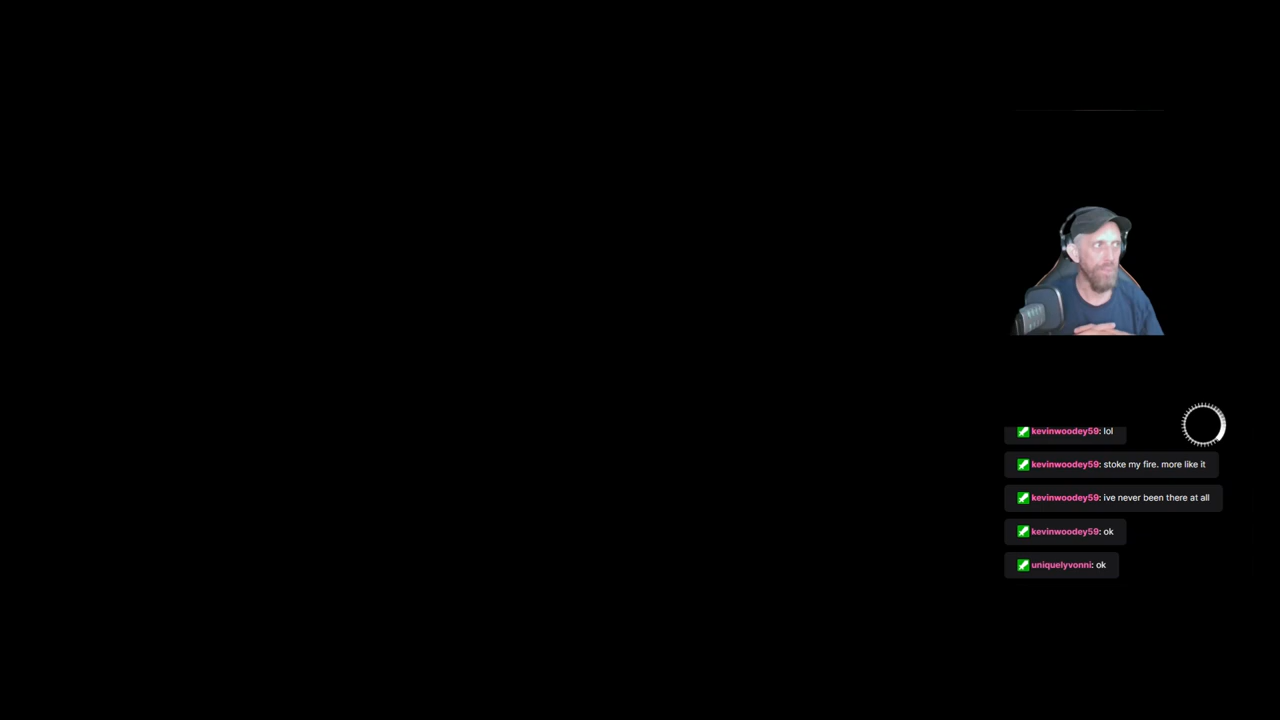 kevinwoodey59: lol
kevinwoodey59: stoke my fire. more like it
kevinwoodey59: ive never been there at all
kevinwoodey59: ok
uniquelyvonni: ok